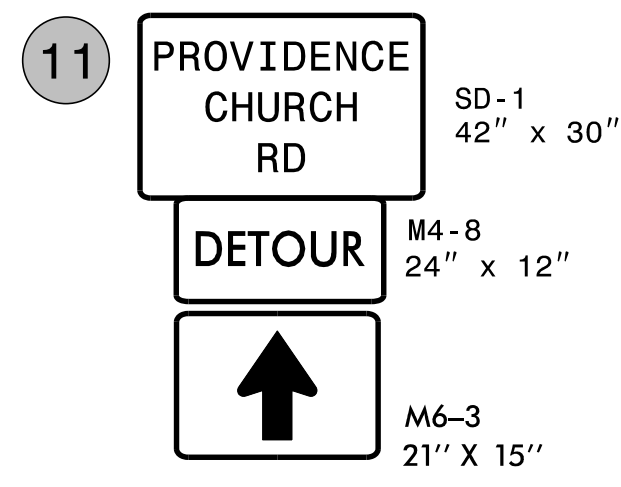 11
PROVIDENCE
CHURCH
RD
SD-1
42" x 30"
DETOUR
M4-8
24" x 12"
M6–3
21'' X 15''